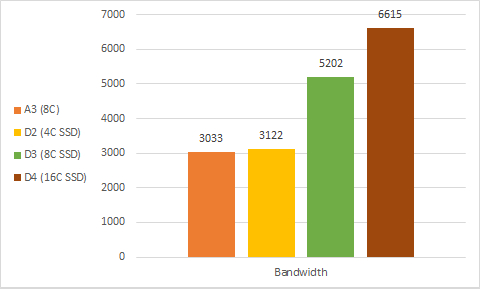 7000
6000
5000
4000
3000
2000
1000
0
A3 (8C)
D2 (4C SSD)
D3 (8C SSD)
D4 (16C SSD)
3033
3122
5202
6615
Bandwidth